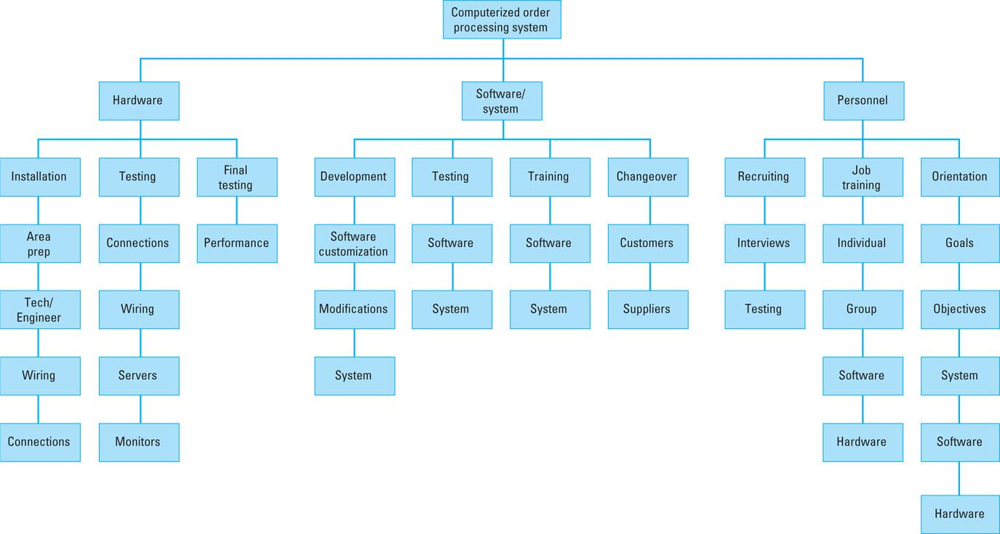 Computerized order
processing system
Hardware
Software/
system
Personnel
Installation
Testing
Final
testing
Development
Testing
Training
Changeover
Recruiting
Job
training
Orientation
Area
prep
Connections
Performance
Software
customization
Software
Software
Customers
Interviews
Individual
Goals
Tech/
Engineer
Wiring
Modifications
System
System
Suppliers
Testing
Group
Objectives
Wiring
Servers
System
Software
System
Connections
Monitors
Hardware
Software
Hardware